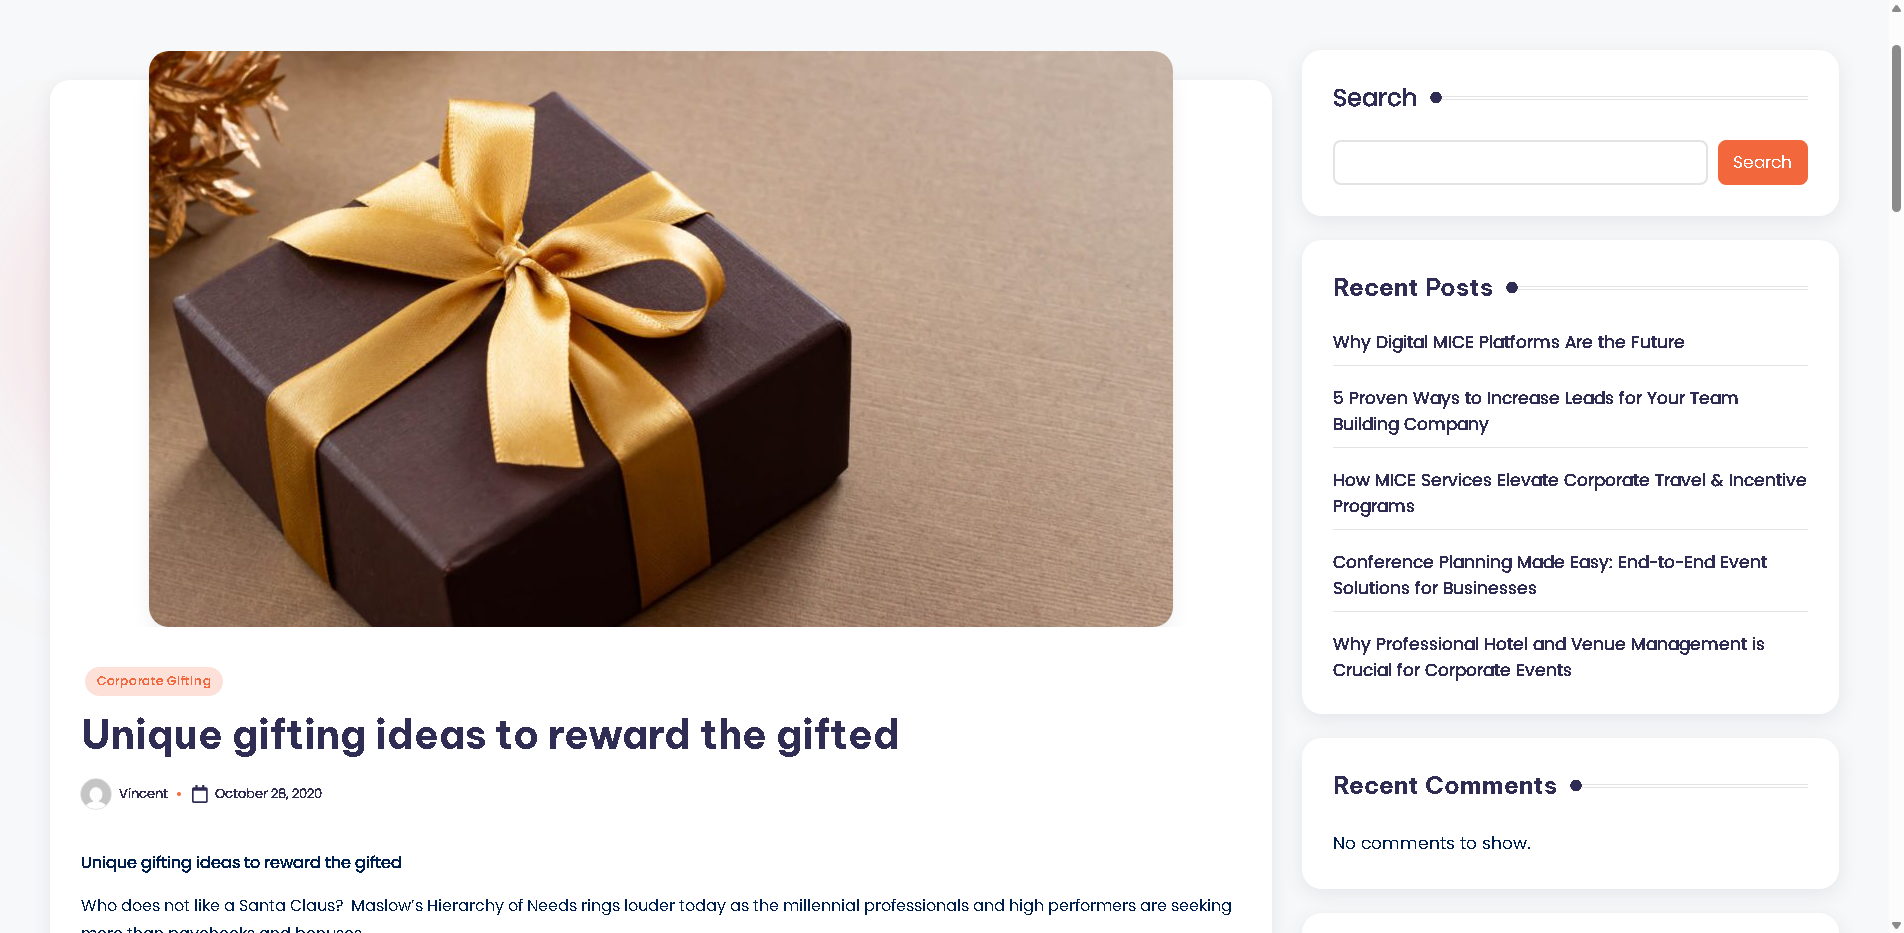 Corporate Gifting
Unique gifting ideas to reward the gifted
Vincent • October 28, 2020
Unique gifting ideas to reward the gifted
Who does not like a Santa Claus?  Maslow's Hierarchy of Needs rings louder today as the millennial professionals and high performers are seeking
more than paychecks and bonuses.
Search
Search
Recent Posts
Why Digital MICE Platforms Are the Future
5 Proven Ways to Increase Leads for Your Team
Building Company
How MICE Services Elevate Corporate Travel & Incentive
Programs
Conference Planning Made Easy: End-to-End Event
Solutions for Businesses
Why Professional Hotel and Venue Management is
Crucial for Corporate Events
Recent Comments
No comments to show.